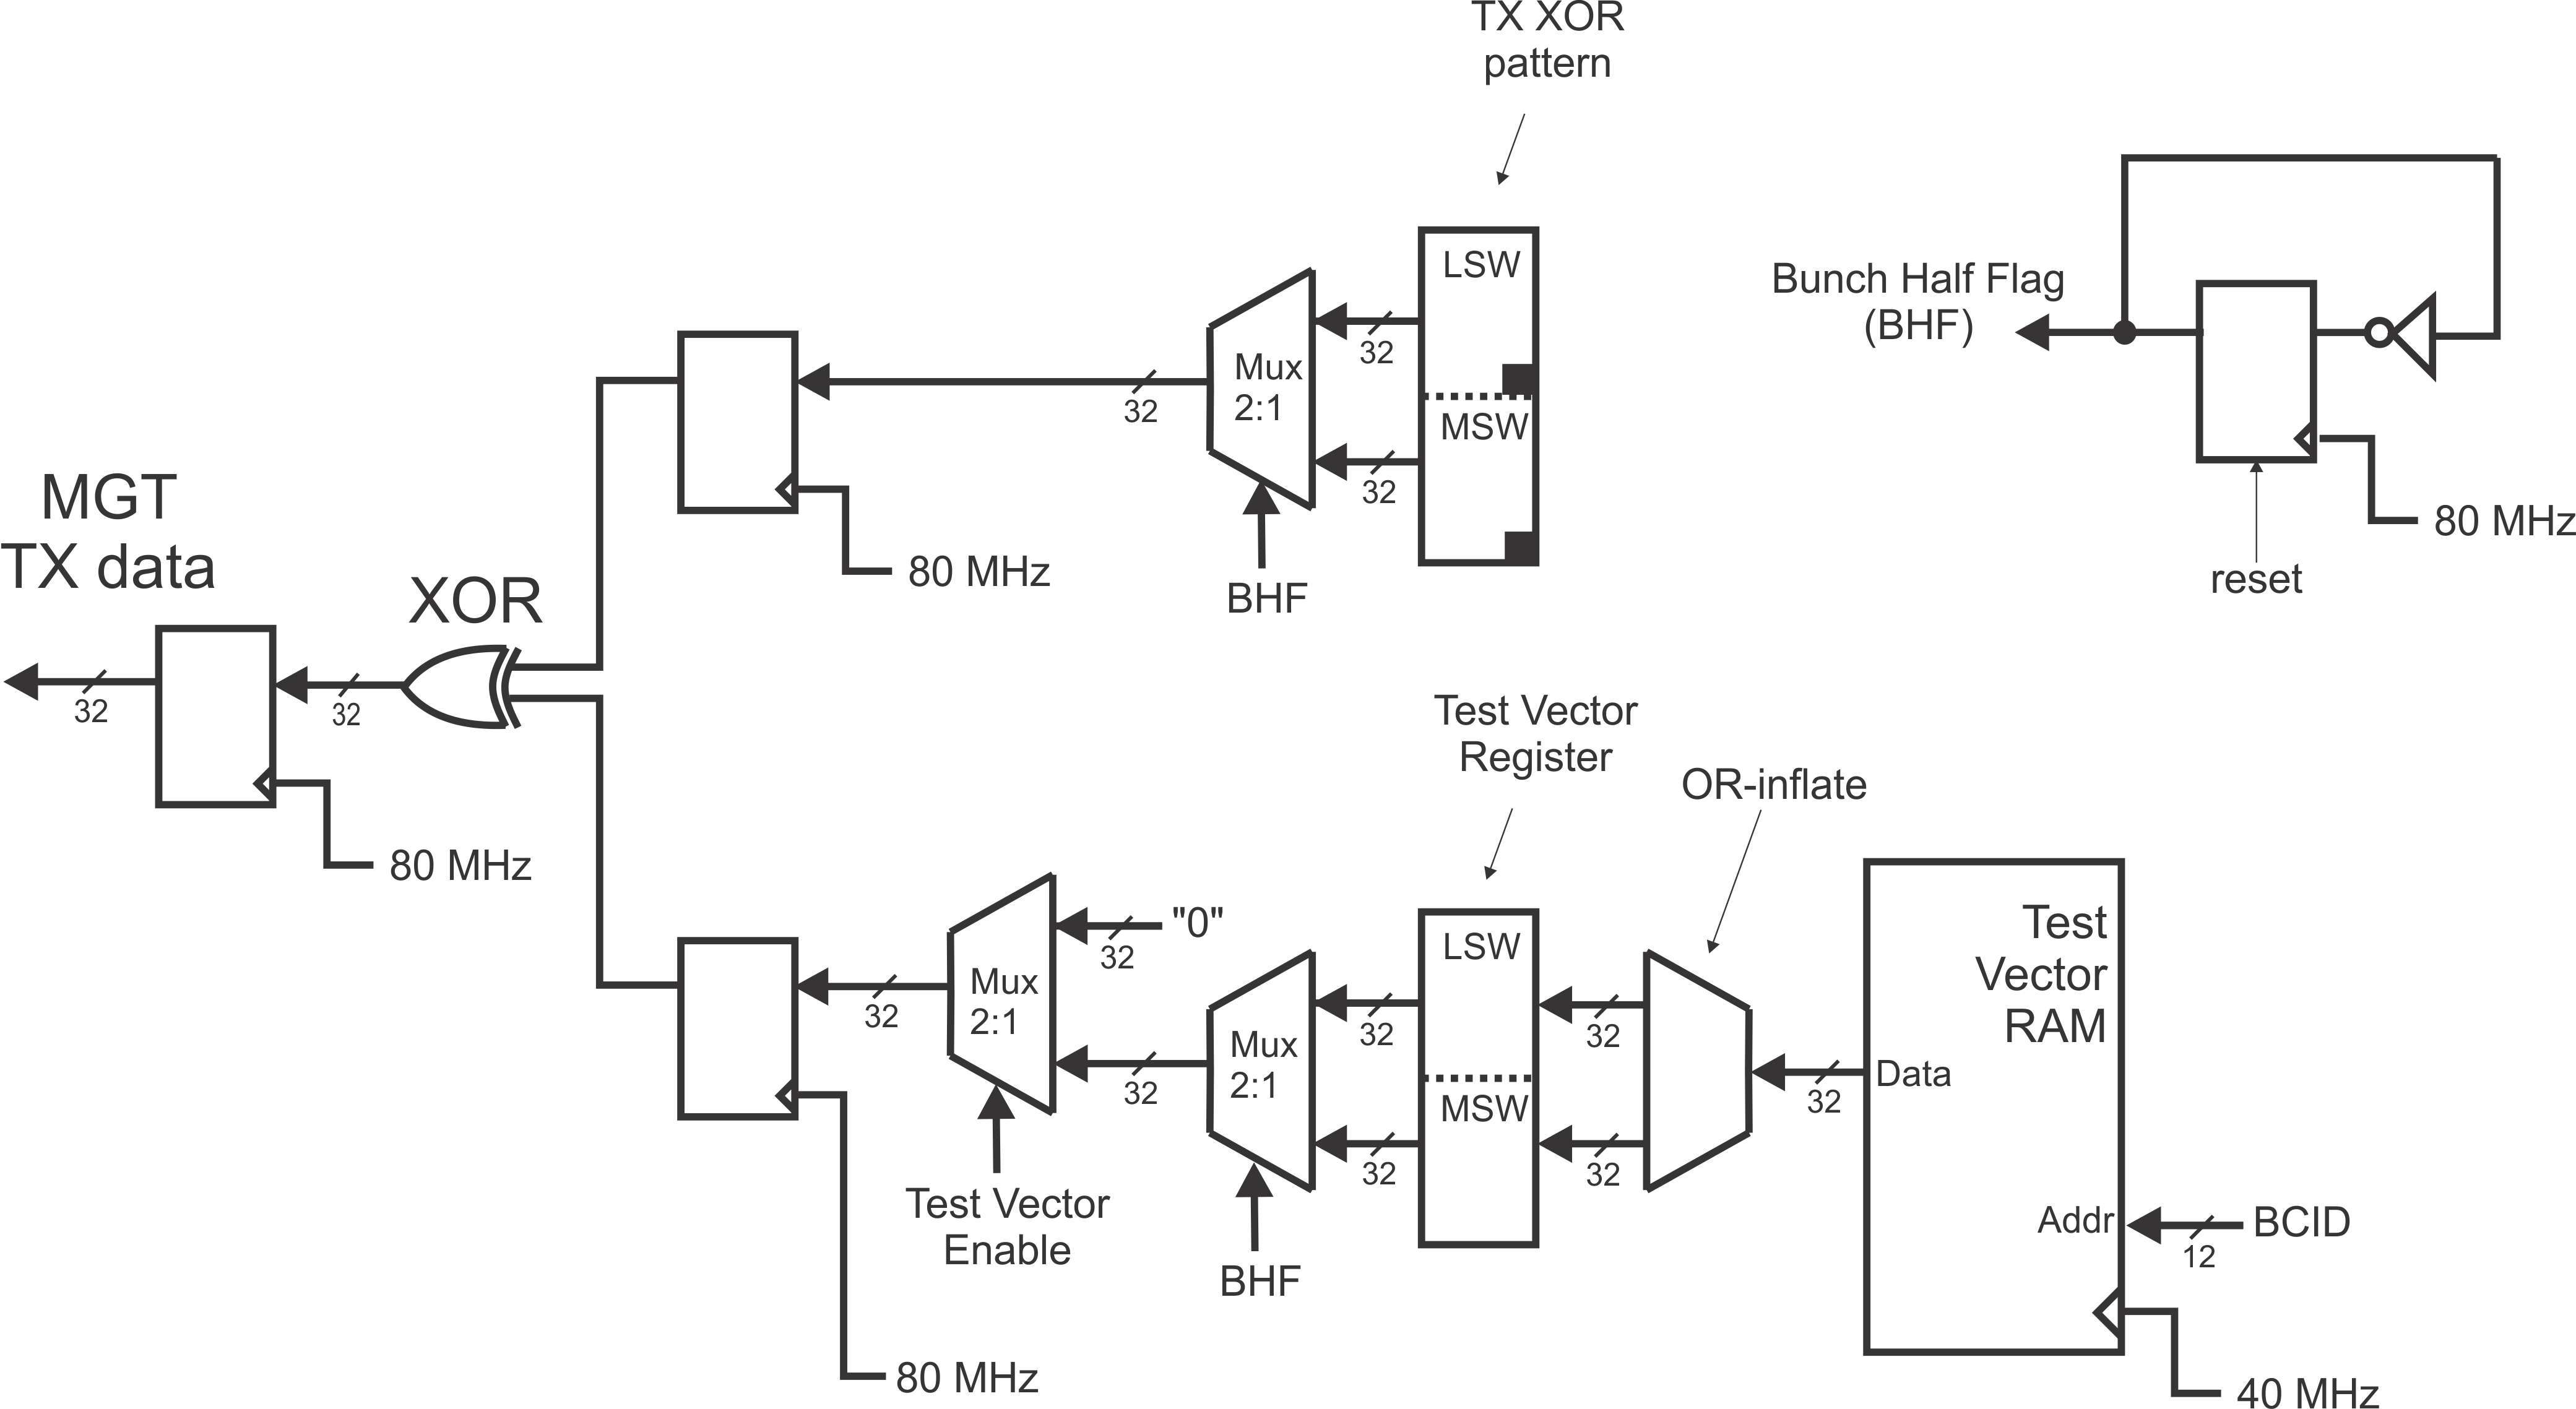 TX XOR
pattern
LSW
MSW
32
32
Mux
2:1
32
BHF
80 MHz
Bunch Half Flag
(BHF)
80 MHz
reset
MGT
TX data
XOR
32
32
80 MHz
Test Vector
Register
OR-inflate
"0"
32
Mux
2:1
32
Test Vector
Enable
32
Mux
2:1
BHF
32
32
LSW
MSW
32
32
32
Test
Vector
RAM
Data
Addr
12
BCID
80 MHz
40 MHz